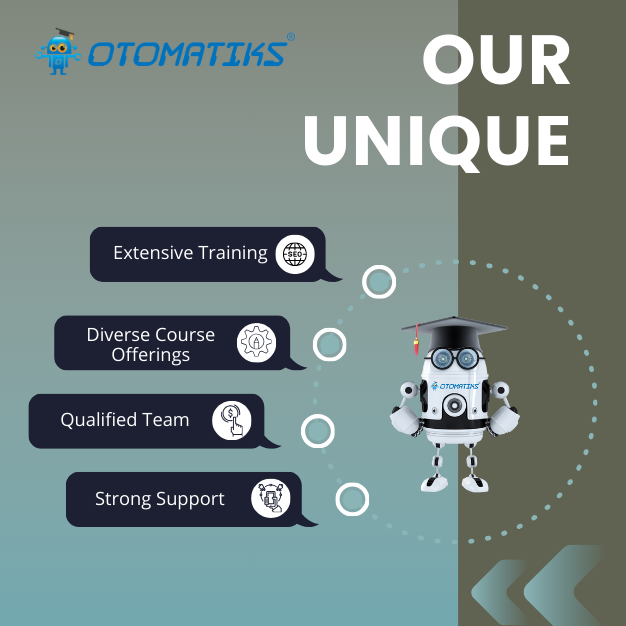 OTOMATIKS®
OUR
UNIQUE
Extensive Training
SEO
Diverse Course
Offerings
Qualified Team
$
Strong Support
OTOMATIKS